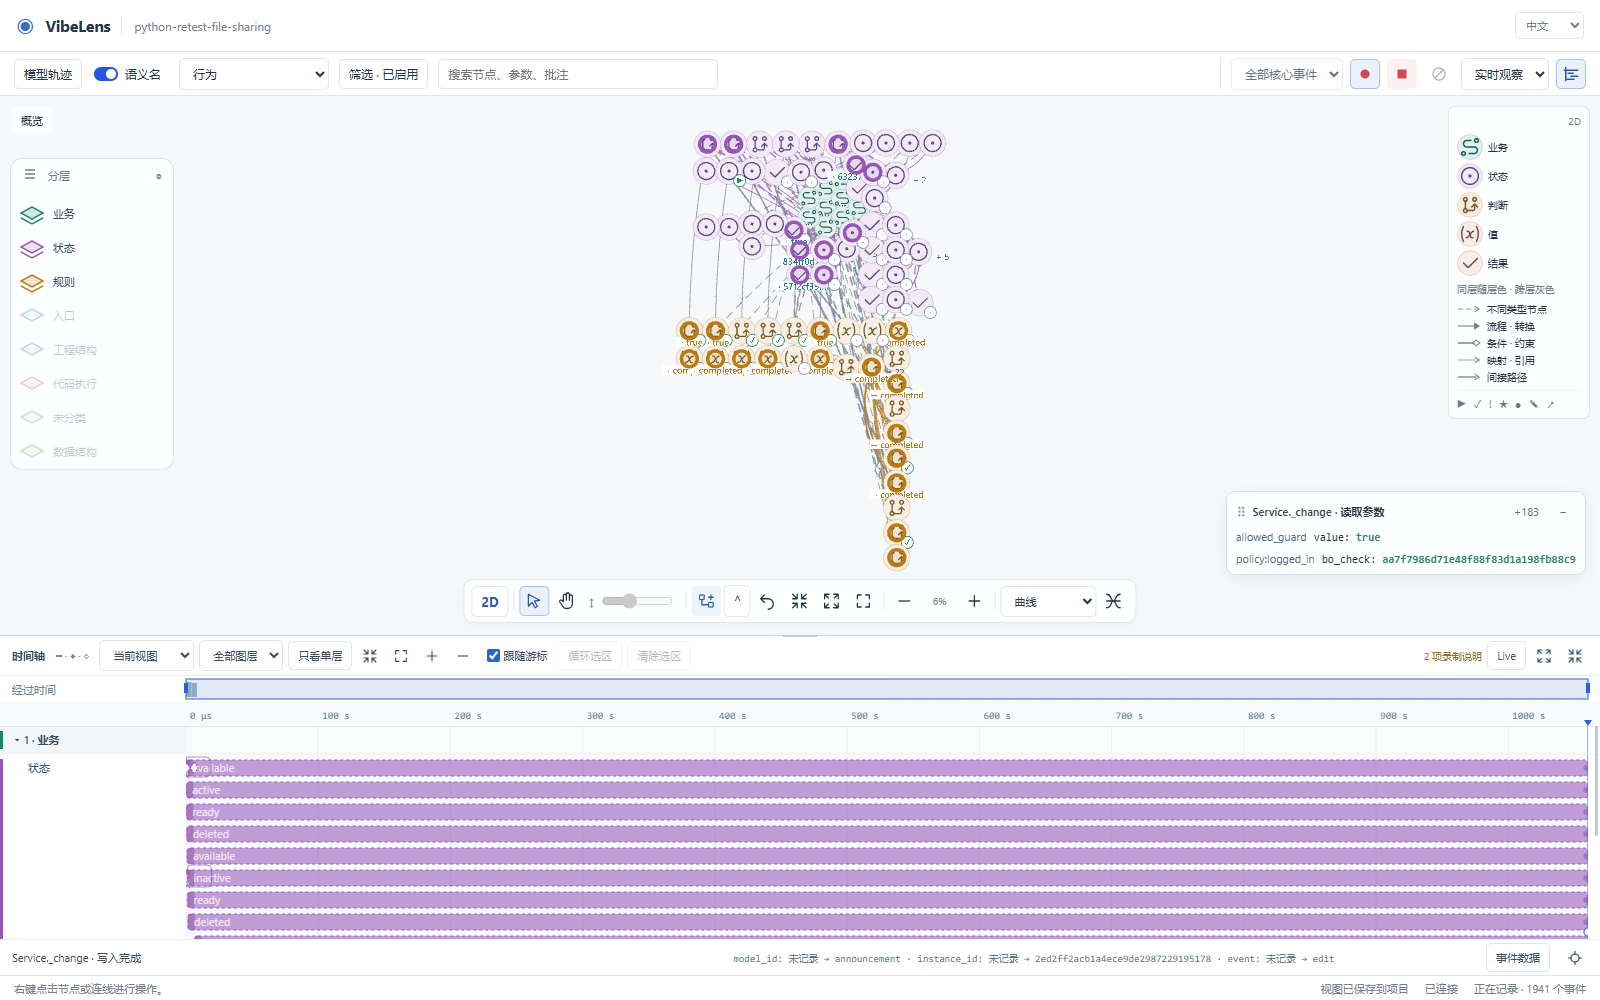 VibeLens python-retest-file-sharing 中文
模型轨迹 语义名 行为 筛选 · 已启用 搜索节点、参数、批注 全部核心事件 实时观察
概览
分层
业务
状态
规则
入口
工程结构
代码执行
未分类
数据结构
2D
业务
状态
判断
值
结果
同层随层色 · 跨层灰色
不同类型节点
流程 · 转换
条件 · 约束
映射 · 引用
间接路径
+ 5
completed
completed
completed
completed
completed
completed
Service._change · 读取参数 +183 −
allowed_guard value: true
policy:logged_in bo_check: aa7f7986d71e48f88f83d1a198fb88c9
2D 6% 曲线
时间轴 当前视图 全部图层 只看单层 跟随游标 循环选区 清除选区 2 项录制说明 Live
经过时间
0 μs 100 s 200 s 300 s 400 s 500 s 600 s 700 s 800 s 900 s 1000 s
1 · 业务
状态 available
active
ready
deleted
available
inactive
ready
deleted
Service._change · 写入完成 model_id: 未记录 → announcement · instance_id: 未记录 → 2ed2ff2acb1a4ece9de2987229195178 · event: 未记录 → edit 事件数据
右键点击节点或连线进行操作。 视图已保存到项目 已连接 正在记录 · 1941 个事件